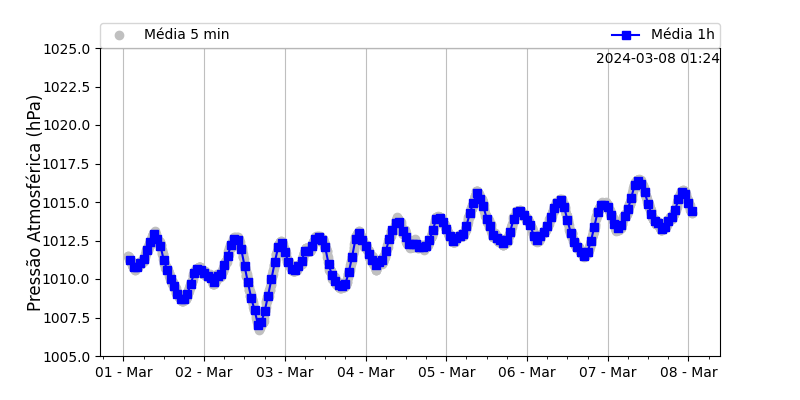 Média 5 min
Média 1h
2024-03-08 01:24
Pressão Atmosférica (hPa)
1025.0
1022.5
1020.0
1017.5
1015.0
1012.5
1010.0
1007.5
1005.0
01 - Mar
02 - Mar
03 - Mar
04 - Mar
05 - Mar
06 - Mar
07 - Mar
08 - Mar